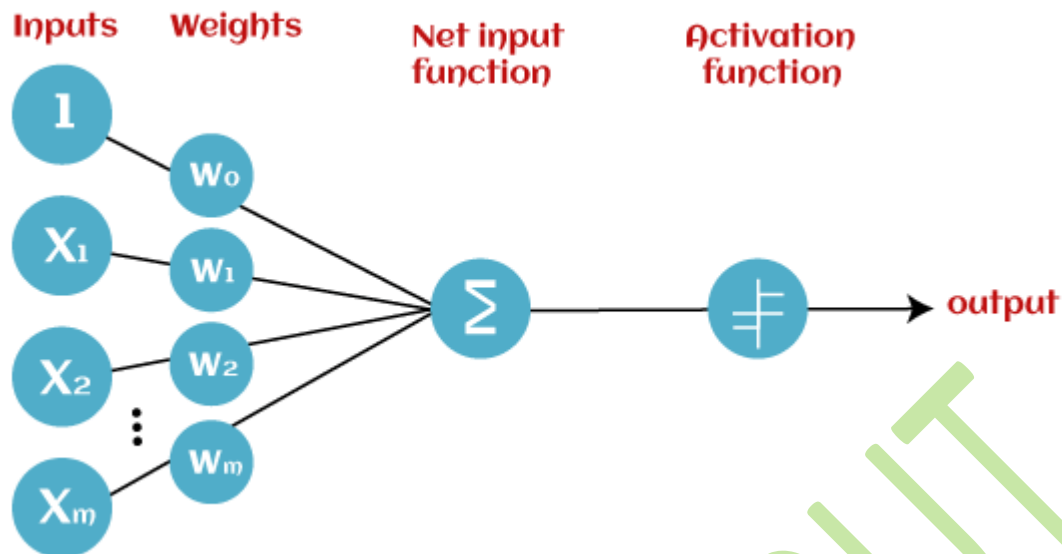 Inputs Weights Net input function Activation function
1
W0
X1
W1
Σ
output
X2
W2
Wm
Xm